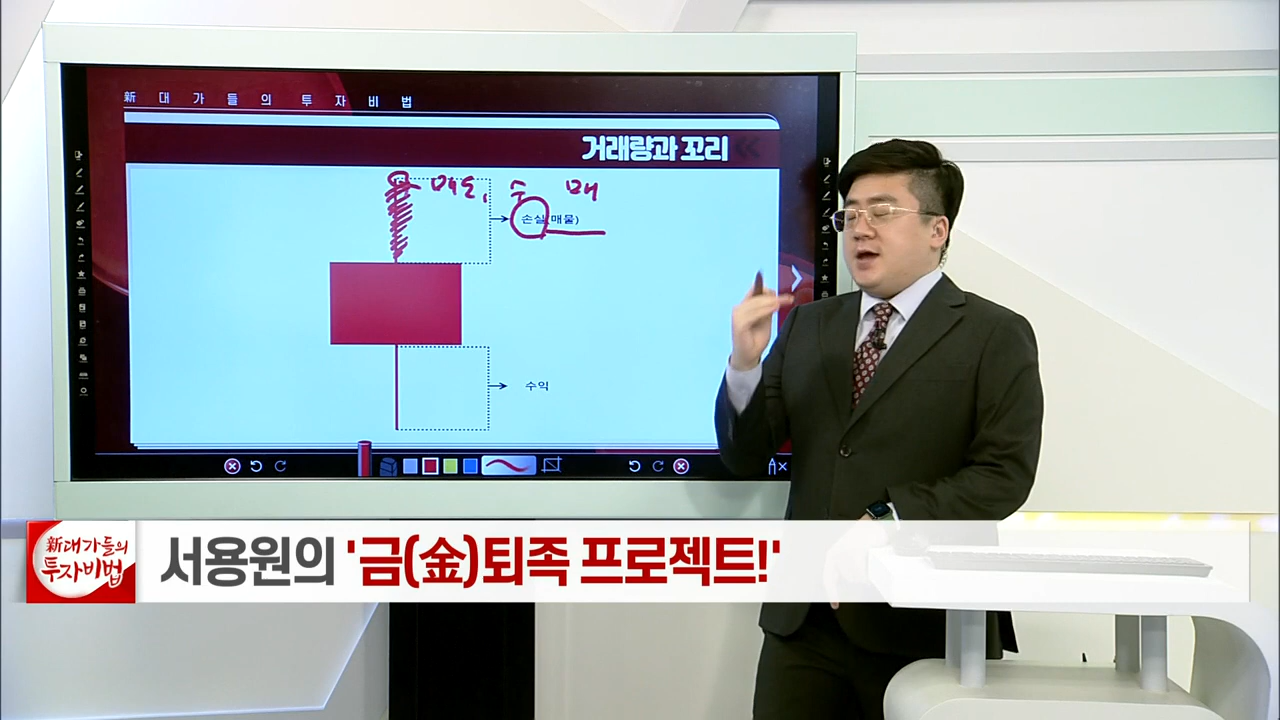 新 대 가 들 의 투 자 비 법
거래량과 꼬리
매도,
손실(매물)
수익
新 대가들의
투자비법
서용원의 '금(金)퇴족 프로젝트!'